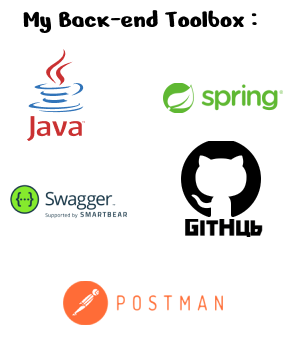 My Back-end Toolbox :
Java
spring
Swagger
Supported by SMARTBEAR
GitHub
POSTMAN